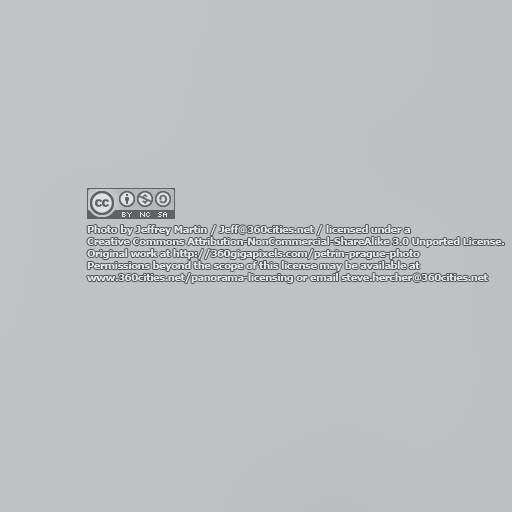 cc
BY NC SA
Photo by Jeffrey Martin / Jeff@360cities.net / licensed under a
Creative Commons Attribution-NonCommercial-ShareAlike 3.0 Unported License.
Original work at http://360gigapixels.com/petrin-prague-photo
Permissions beyond the scope of this license may be available at
www.360cities.net/panorama-licensing or email steve.hercher@360cities.net